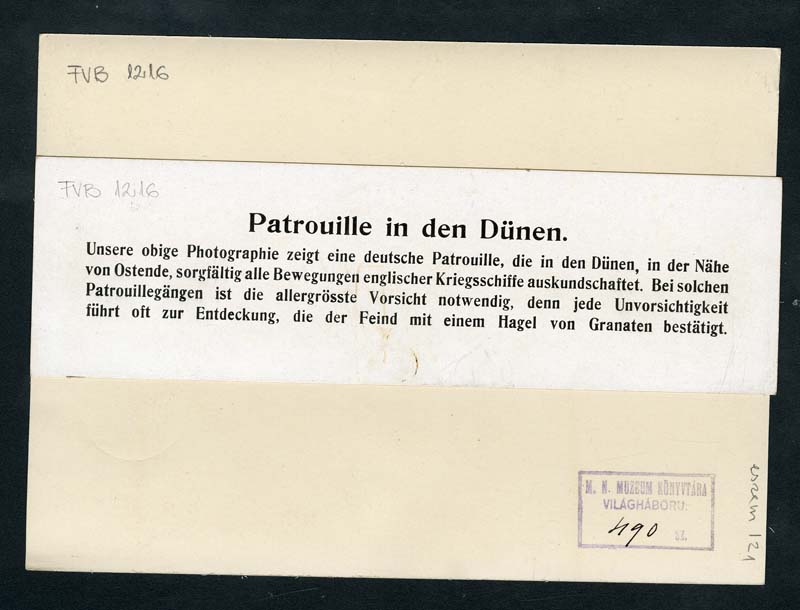 FVB 1216
FVB 1216
Patrouille in den Dünen.
Unsere obige Photographie zeigt eine deutsche Patrouille, die in den Dünen, in der Nähe
von Ostende, sorgfältig alle Bewegungen englischer Kriegsschiffe auskundschaftet. Bei solchen
Patrouillegängen ist die allergrösste Vorsicht notwendig, denn jede Unvorsichtigkeit
führt oft zur Entdeckung, die der Feind mit einem Hagel von Granaten bestätigt.
M. N. MUZEUM KÖNYVTÁRA
VILÁGHÁBORU.
490 sz.